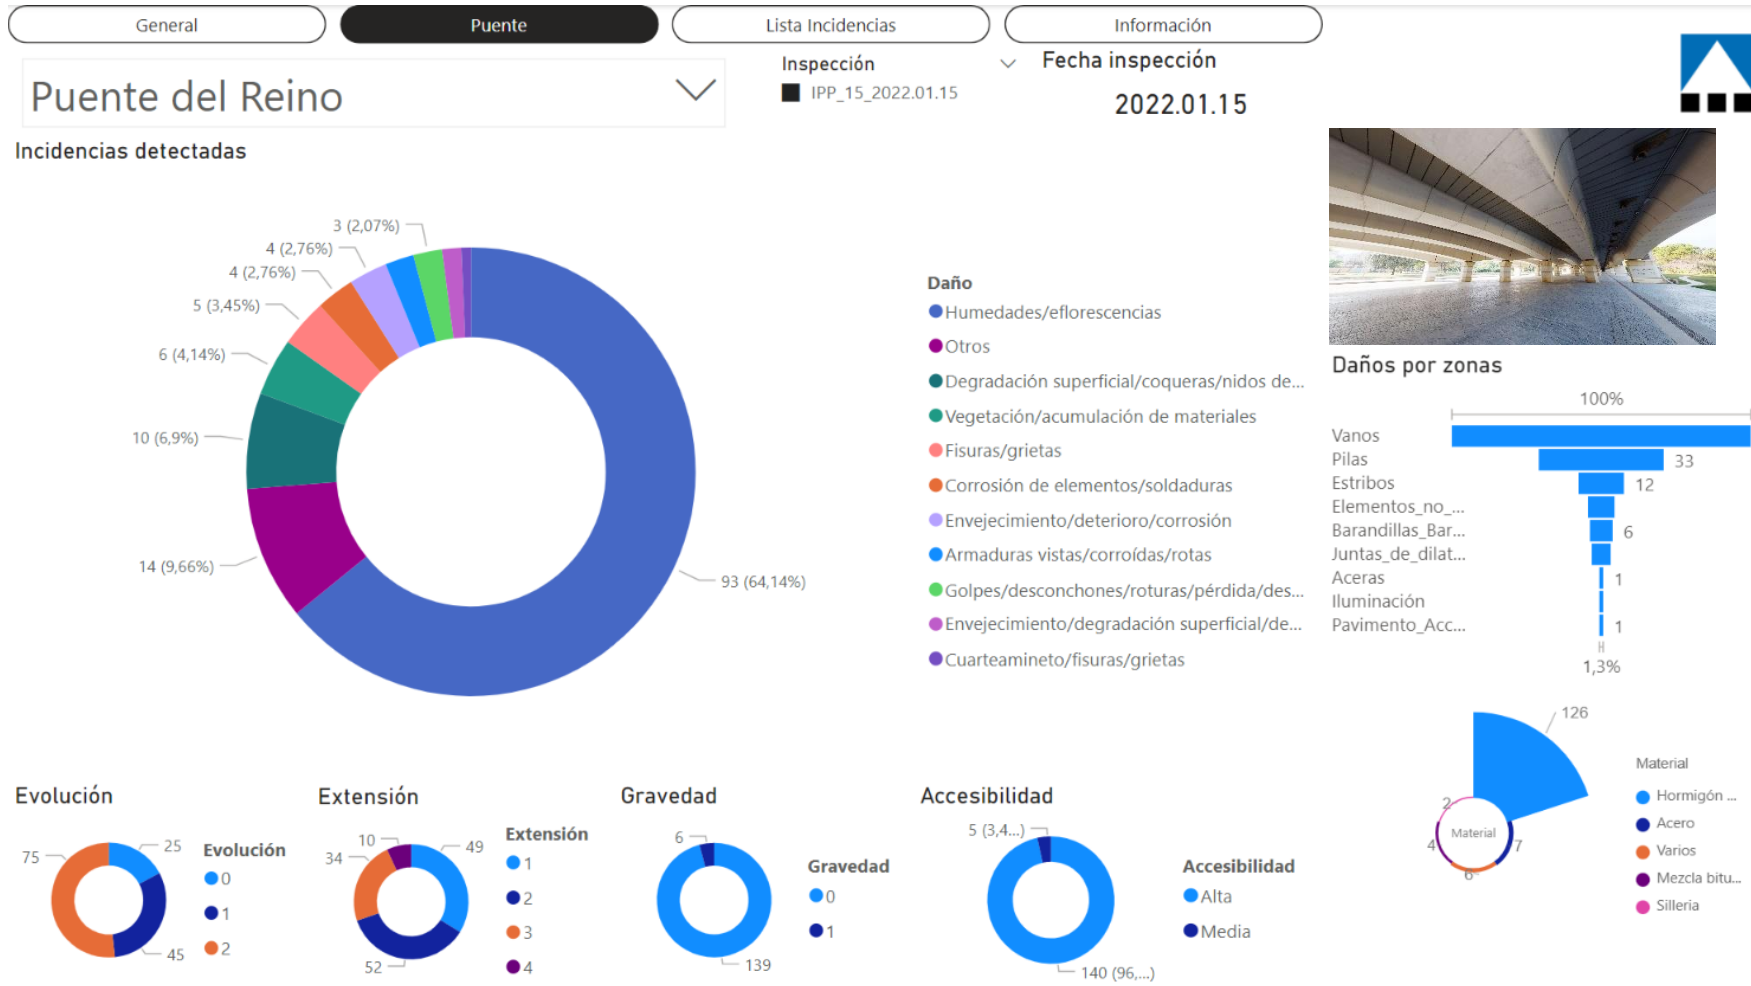 General
Puente
Lista Incidencias
Información
Puente del Reino
Inspección
IPP_15_2022.01.15
Fecha inspección
2022.01.15
Incidencias detectadas
3 (2,07%)
4 (2,76%)
4 (2,76%)
5 (3,45%)
6 (4,14%)
10 (6,9%)
14 (9,66%)
93 (64,14%)
Daño
Humedades/eflorescencias
Otros
Degradación superficial/coqueras/nidos de...
Vegetación/acumulación de materiales
Fisuras/grietas
Corrosión de elementos/soldaduras
Envejecimiento/deterioro/corrosión
Armaduras vistas/corroídas/rotas
Golpes/desconchones/roturas/pérdida/des...
Envejecimiento/degradación superficial/de...
Cuarteamineto/fisuras/grietas
Daños por zonas
100%
Vanos
Pilas 33
Estribos 12
Elementos_no_...
Barandillas_Bar... 6
Juntas_de_dilat...
Aceras 1
Iluminación
Pavimento_Acc... 1
1,3%
126
2
Material
4
7
6
Material
Hormigón ...
Acero
Varios
Mezcla bitu...
Silleria
Evolución
75
25
45
Evolución
0
1
2
Extensión
10
49
34
52
Extensión
1
2
3
4
Gravedad
6
139
Gravedad
0
1
Accesibilidad
5 (3,4...)
140 (96,...)
Accesibilidad
Alta
Media